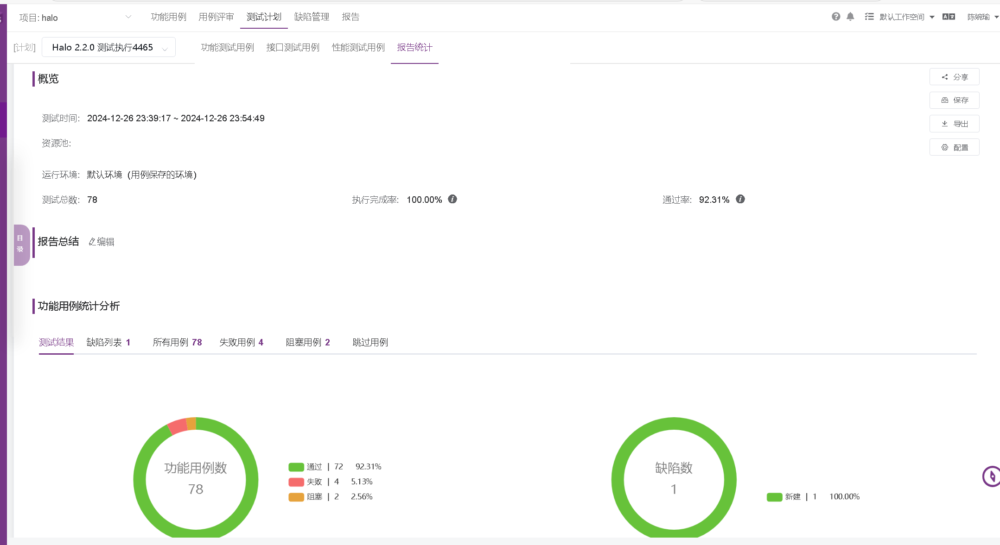 项目: halo 功能用例 用例评审 测试计划 缺陷管理 报告 默认工作空间 陈婉瑜
[计划] Halo 2.2.0 测试执行4465 功能测试用例 接口测试用例 性能测试用例 报告统计
概览
分享
保存
导出
配置
测试时间: 2024-12-26 23:39:17 ~ 2024-12-26 23:54:49
资源池:
运行环境: 默认环境 (用例保存的环境)
测试总数: 78 执行完成率: 100.00% 通过率: 92.31%
目录
报告总结 编辑
功能用例统计分析
测试结果 缺陷列表 1 所有用例 78 失败用例 4 阻塞用例 2 跳过用例
功能用例数
78
通过 | 72 92.31%
失败 | 4 5.13%
阻塞 | 2 2.56%
缺陷数
1
新建 | 1 100.00%